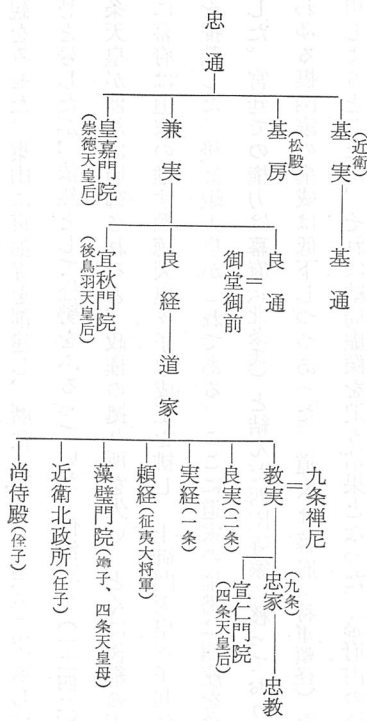 忠通
基実(近衛)
基通
基房(松殿)
兼実
皇嘉門院(崇徳天皇后)
良通
御堂御前
良経
宜秋門院(後鳥羽天皇后)
道家
九条禅尼
教実
忠家(九条)
忠教
宣仁門院(四条天皇后)
良実(二条)
実経(一条)
頼経(征夷大将軍)
藻璧門院(竴子、四条天皇母)
近衛北政所(任子)
尚侍殿(佺子)